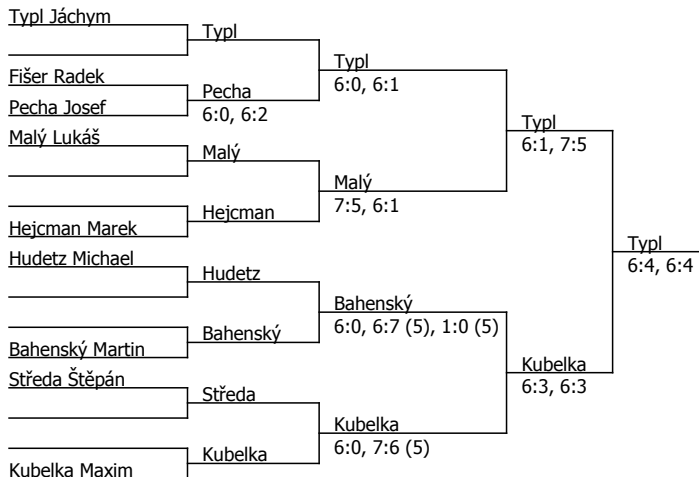 Typl Jáchym
Typl
Typl
6:0, 6:1
Fišer Radek
Pecha
6:0, 6:2
Pecha Josef
Typl
6:1, 7:5
Malý Lukáš
Malý
Malý
7:5, 6:1
Hejcman
Hejcman Marek
Typl
6:4, 6:4
Hudetz Michael
Hudetz
Bahenský
6:0, 6:7 (5), 1:0 (5)
Bahenský
Bahenský Martin
Kubelka
6:3, 6:3
Středa Štěpán
Středa
Kubelka
6:0, 7:6 (5)
Kubelka
Kubelka Maxim